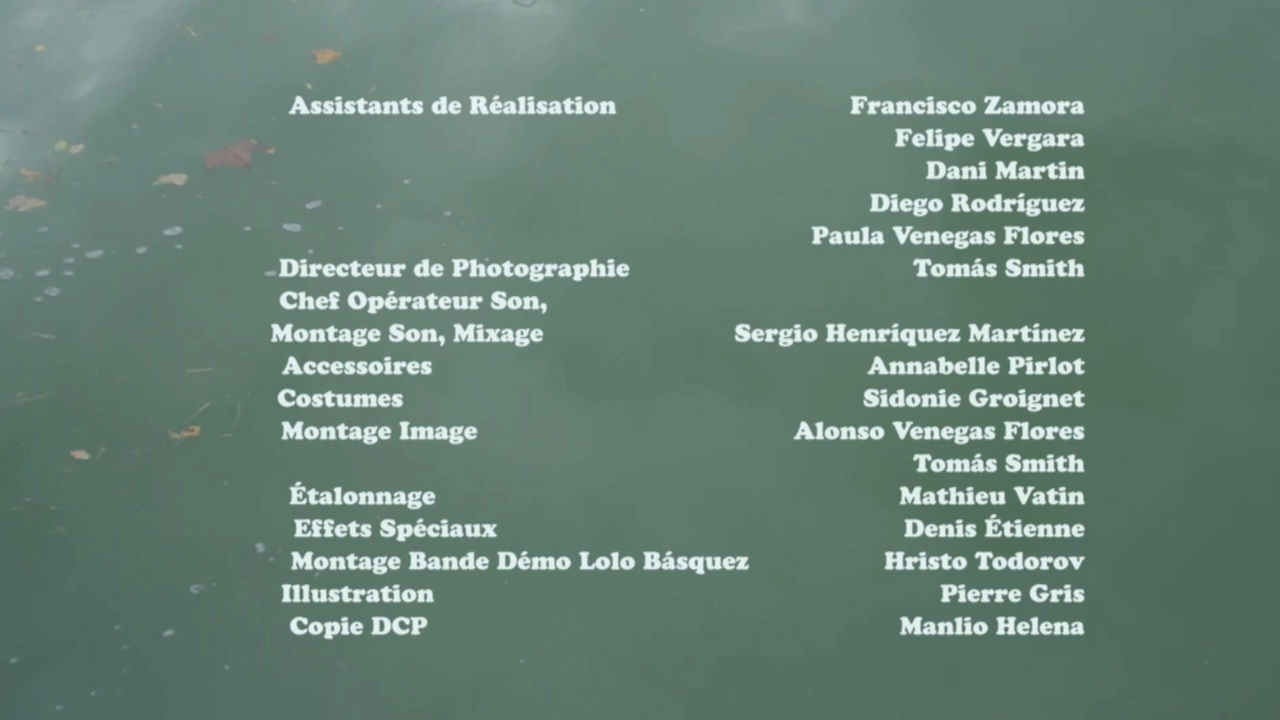 Assistants de Réalisation Francisco Zamora
Felipe Vergara
Dani Martin
Diego Rodríguez
Paula Venegas Flores
Directeur de Photographie Tomás Smith
Chef Opérateur Son,
Montage Son, Mixage Sergio Henríquez Martínez
Accessoires Annabelle Pirlot
Costumes Sidonie Groignet
Montage Image Alonso Venegas Flores
Tomás Smith
Étalonnage Mathieu Vatin
Effets Spéciaux Denis Étienne
Montage Bande Démo Lolo Básquez Hristo Todorov
Illustration Pierre Gris
Copie DCP Manlio Helena